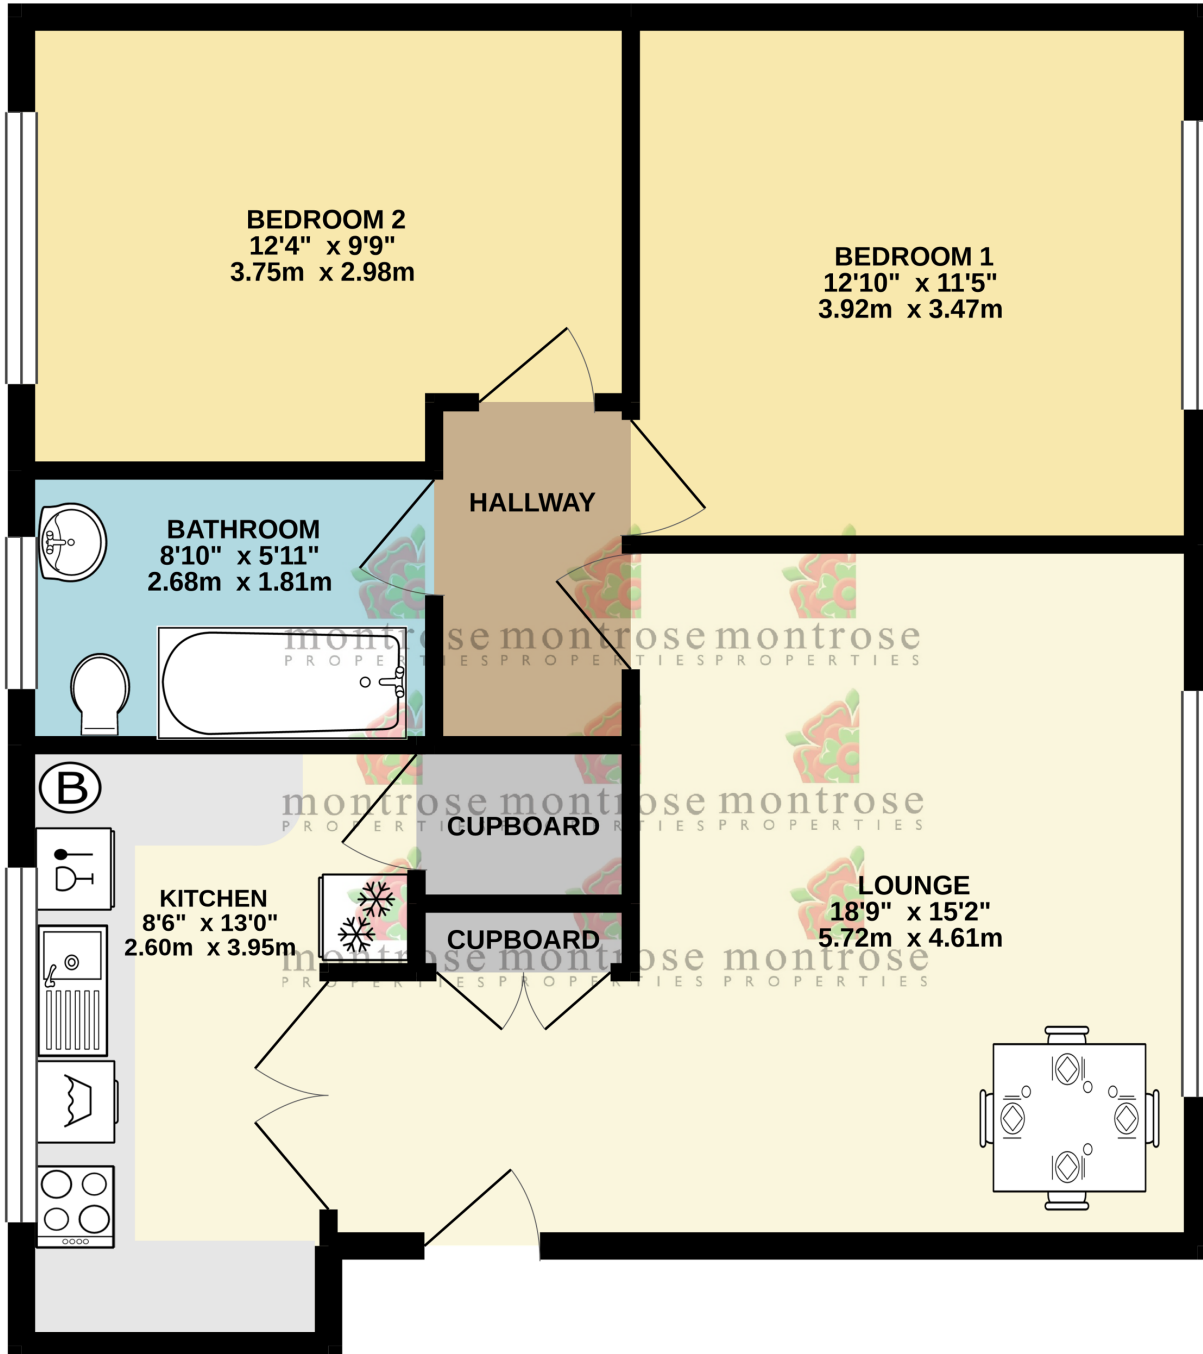 BEDROOM 2
12'4" x 9'9"
3.75m x 2.98m
BEDROOM 1
12'10" x 11'5"
3.92m x 3.47m
HALLWAY
BATHROOM
8'10" x 5'11"
2.68m x 1.81m
montrose montrose montrose
PROPERTIES PROPERTIES PROPERTIES
B
montrose montrose montrose
PROPERTIES PROPERTIES PROPERTIES
CUPBOARD
KITCHEN
8'6" x 13'0"
2.60m x 3.95m
LOUNGE
18'9" x 15'2"
5.72m x 4.61m
CUPBOARD
montrose montrose montrose
PROPERTIES PROPERTIES PROPERTIES